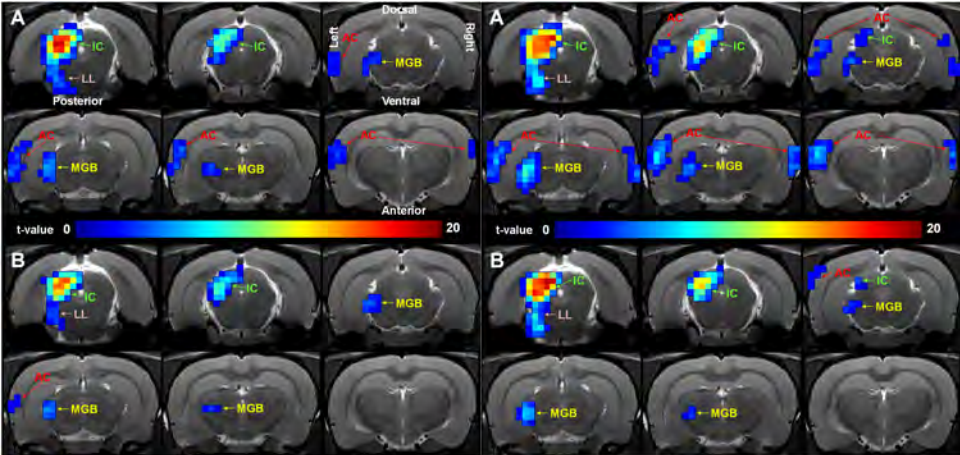 A
IC
LL
Posterior
IC
Dorsal
Left
AC
Right
MGB
Ventral
AC
MGB
AC
MGB
AC
Anterior
t-value 0 20
B
IC
LL
IC
MGB
AC
MGB
MGB
A
IC
LL
AC
IC
AC
IC
MGB
AC
MGB
AC
MGB
AC
t-value 0 20
B
IC
LL
IC
AC
IC
MGB
MGB
MGB